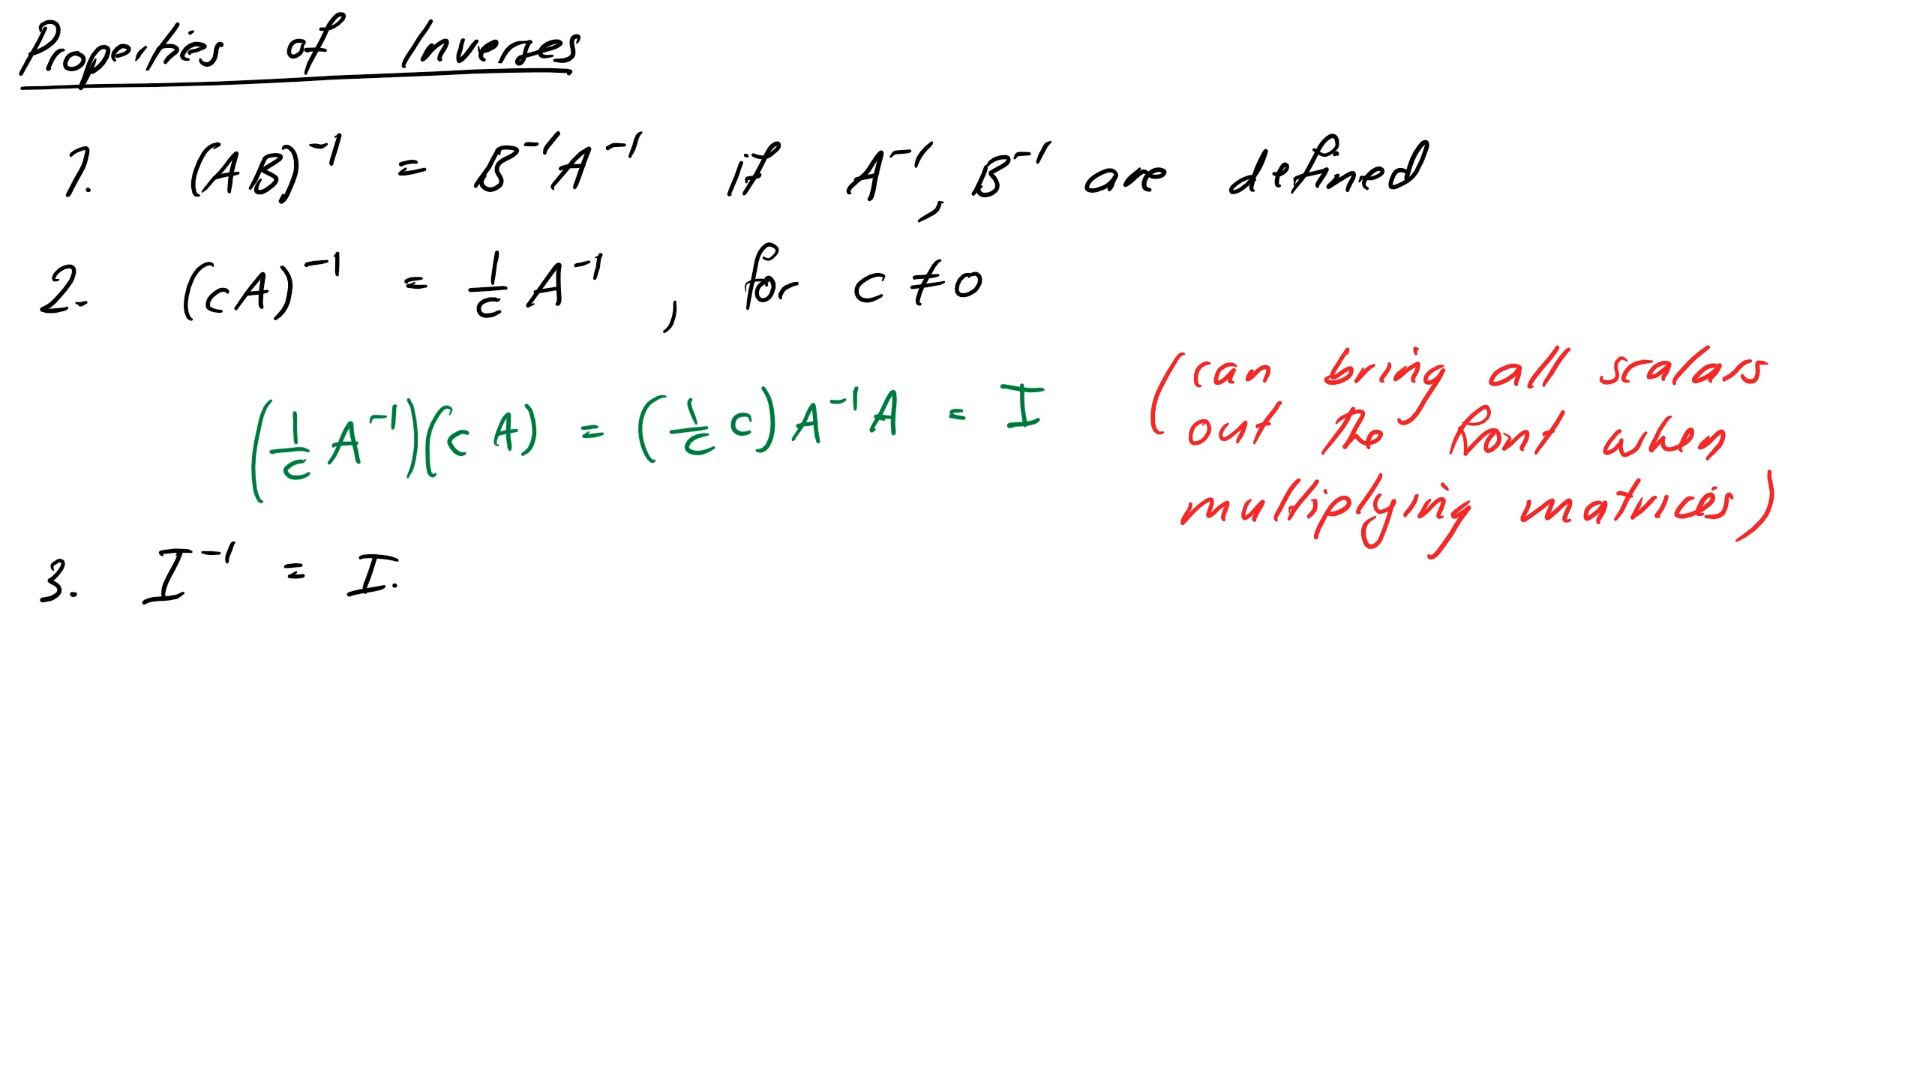 Properties of Inverses
1. (AB)⁻¹ = B⁻¹A⁻¹ if A⁻¹, B⁻¹ are defined
2. (cA)⁻¹ = 1/c A⁻¹, for c ≠ 0
(1/c A⁻¹)(c A) = (1/c c) A⁻¹A = I
(can bring all scalars
out the front when
multiplying matrices)
3. I⁻¹ = I.